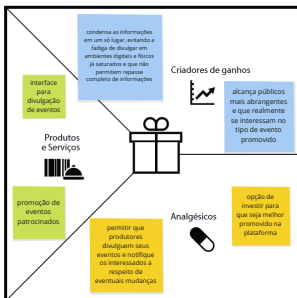 condensa as informações
em um só lugar, evitando a
fadiga de divulgar em
ambientes digitais e físicos
já saturados e que não
permitem repasse
completo de informações
Criadores de ganhos
interface
para
divulgação
de eventos
alcança públicos
mais abrangentes
e que realmente
se interessam no
tipo de evento
promovido
Produtos
e Serviços
promoção de
eventos
patrocinados
permitir que
produtores
divulguem seus
eventos e notifique
os interessados a
respeito de
eventuais mudanças
Analgésicos
opção de
investir para
que seja melhor
promovido na
plataforma